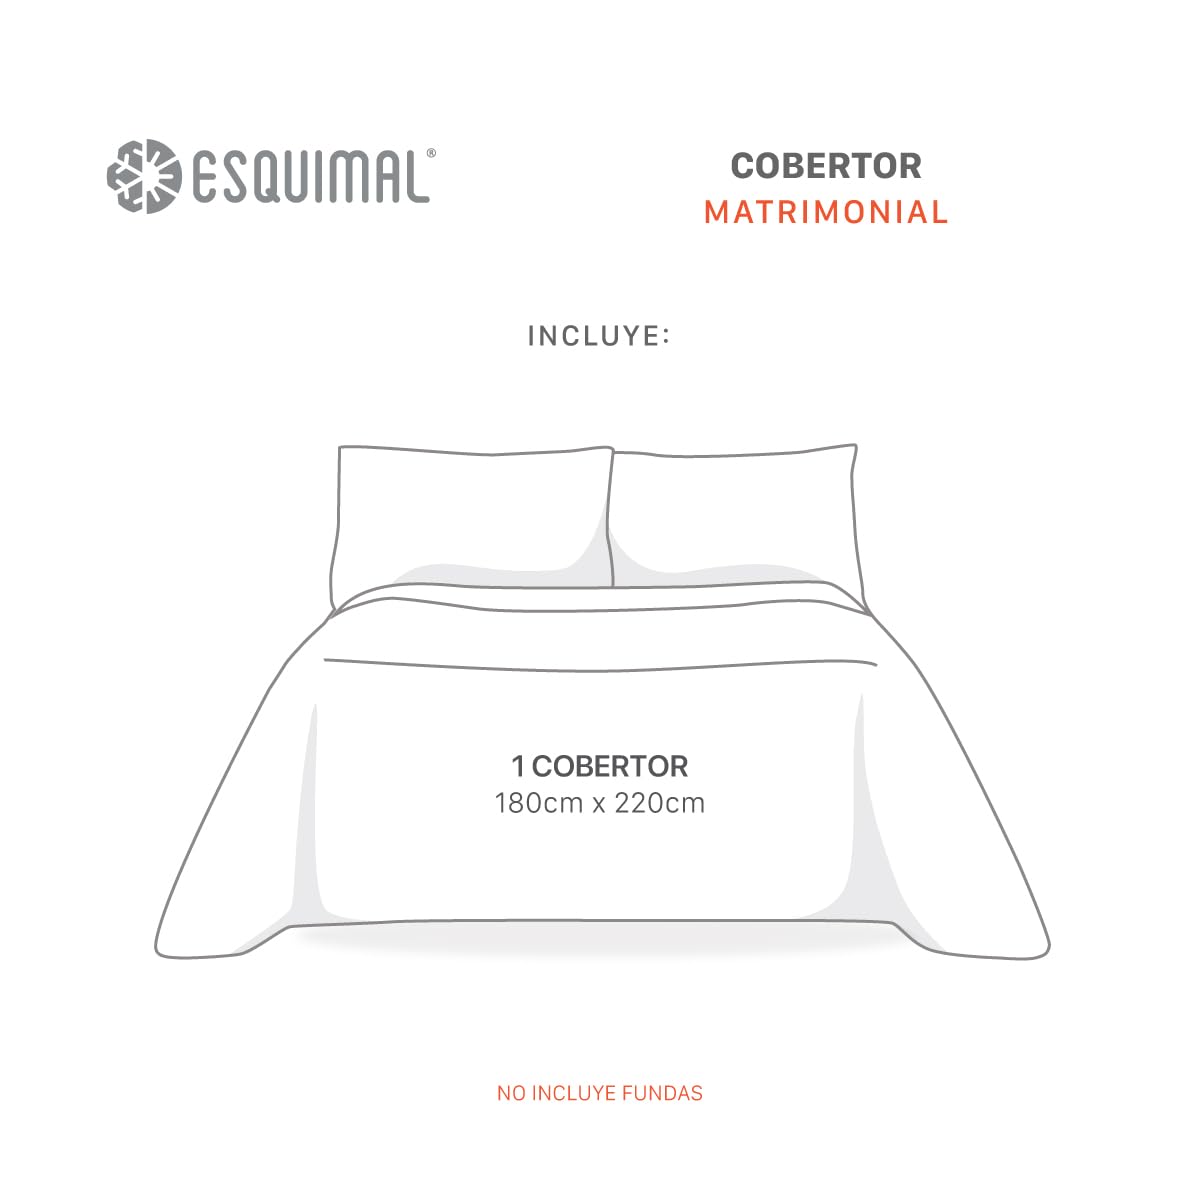 ESQUIMAL®
COBERTOR
MATRIMONIAL
INCLUYE:
1 COBERTOR
180cm x 220cm
NO INCLUYE FUNDAS